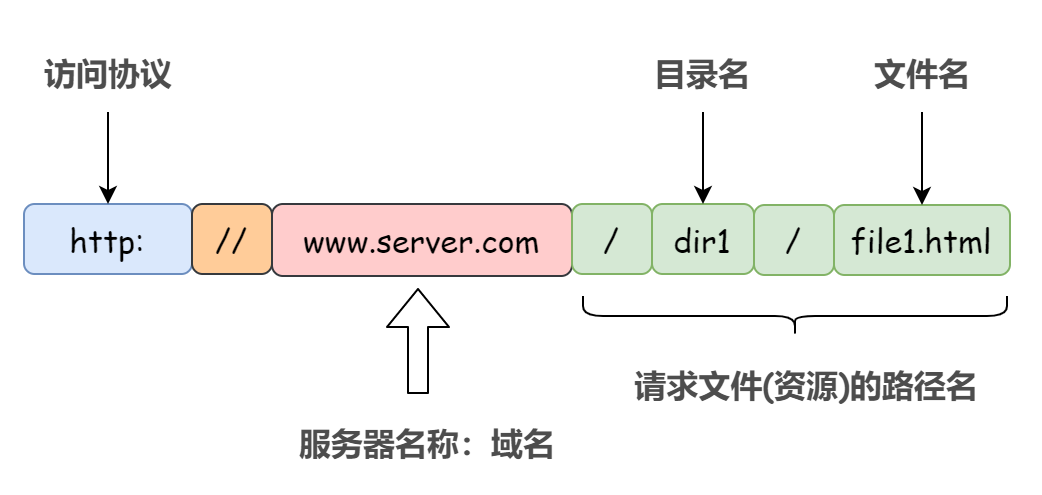 访问协议 目录名 文件名
http: // www.server.com / dir1 / file1.html
请求文件(资源)的路径名
服务器名称：域名